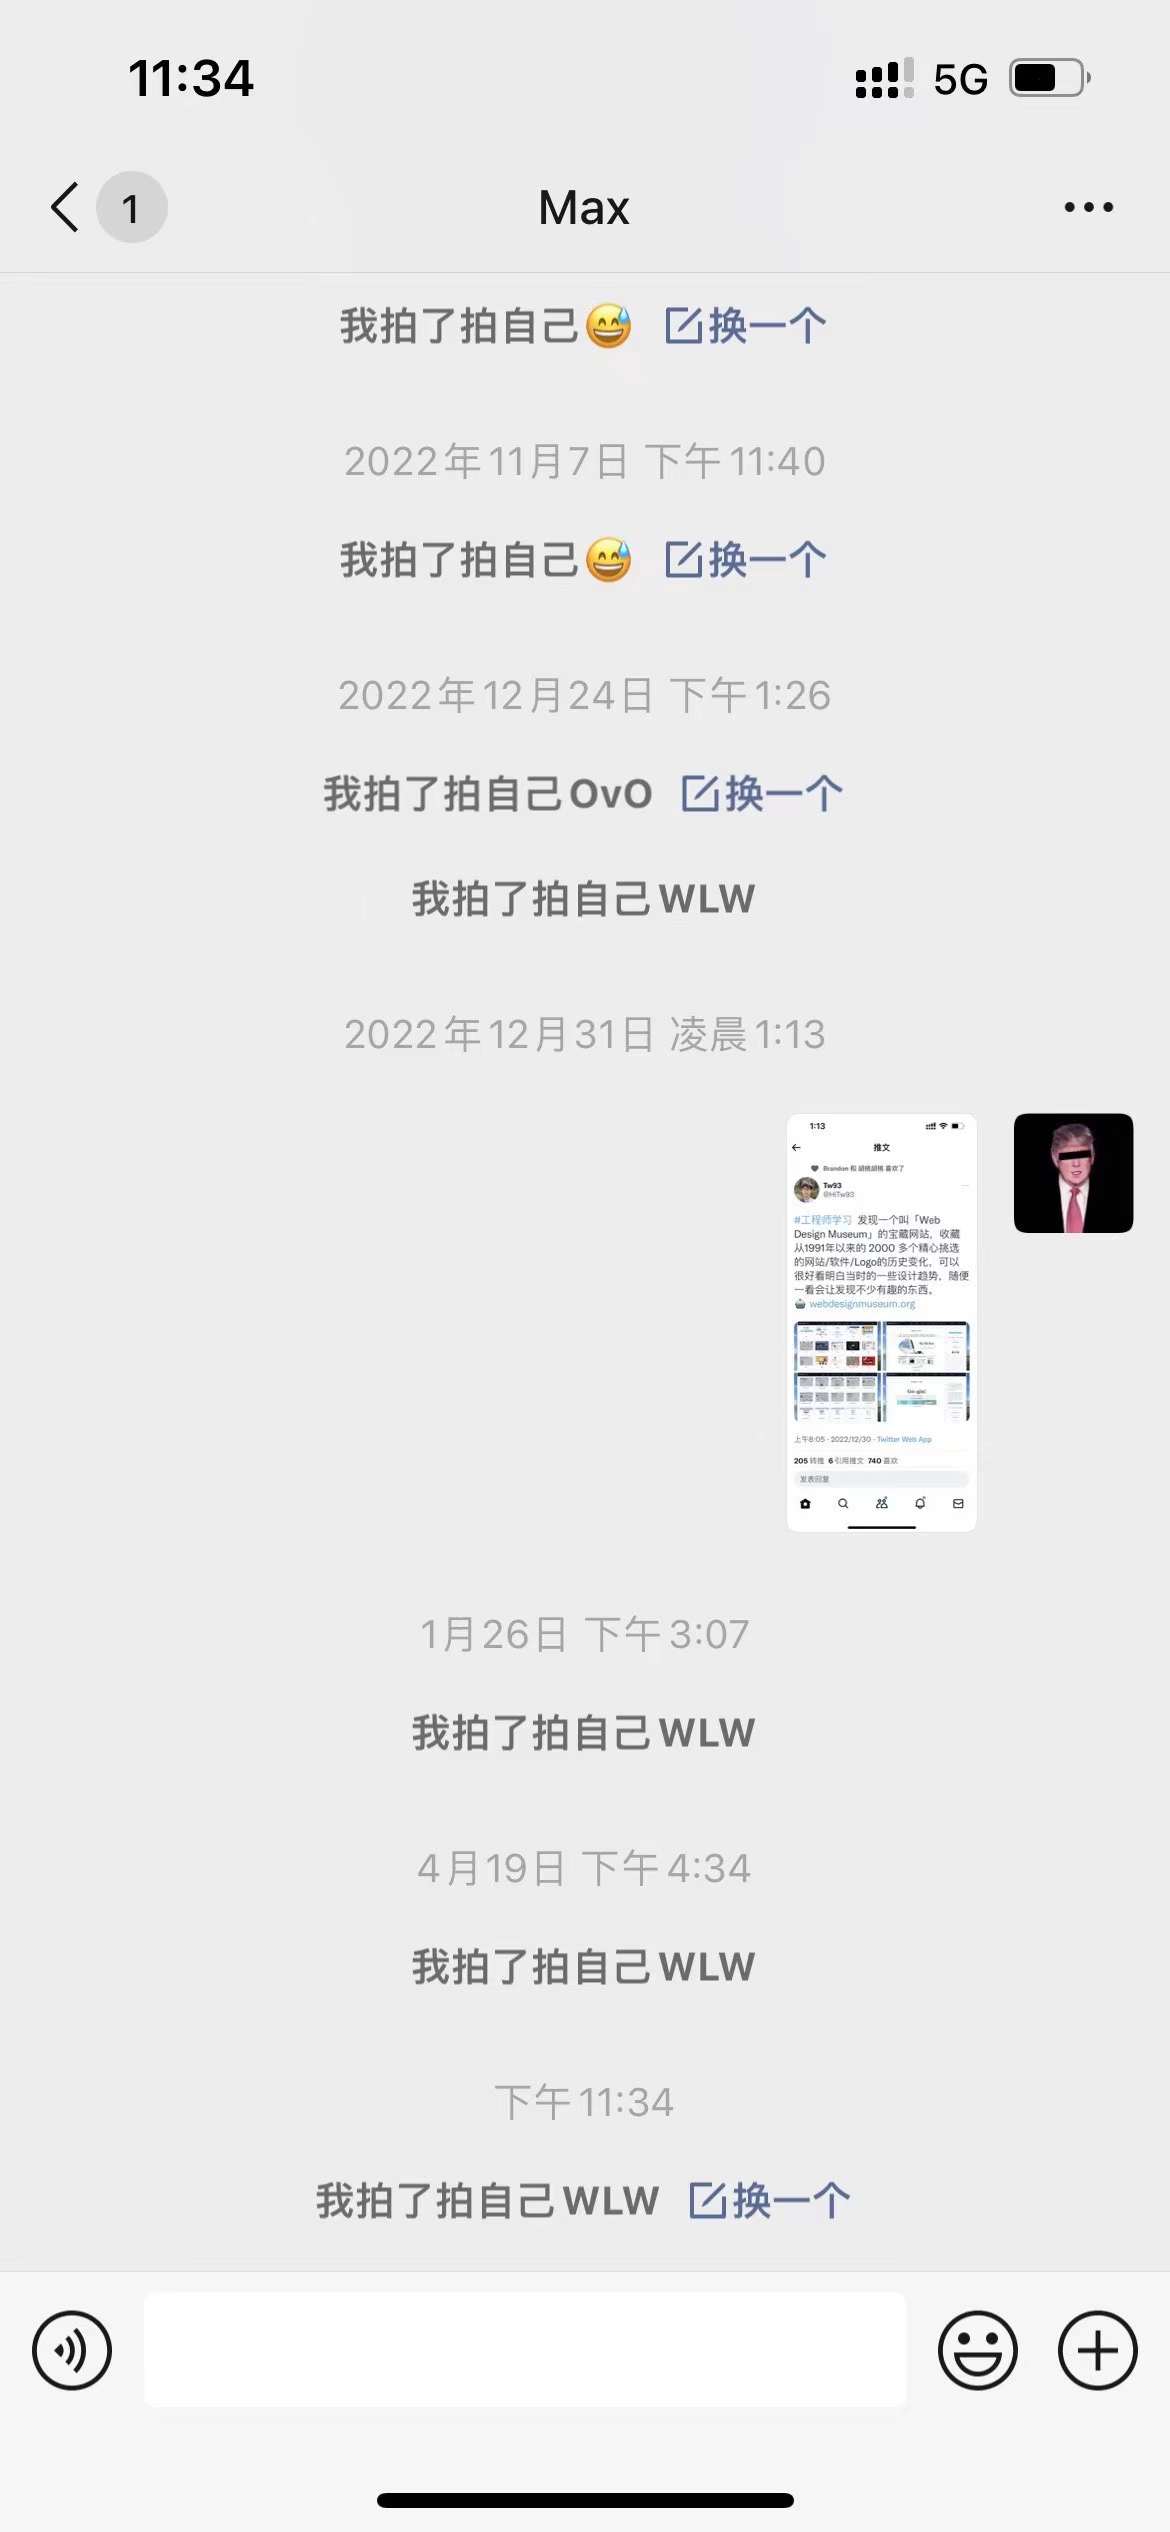 11:34
5G
1
Max
我拍了拍自己😅 换一个
2022年11月7日 下午11:40
我拍了拍自己😅 换一个
2022年12月24日 下午1:26
我拍了拍自己OvO 换一个
我拍了拍自己WLW
2022年12月31日 凌晨1:13
1:13
推文
Brandon 和 胡桃胡桃 喜欢了
Tw93
@HiTw93
#工程师学习 发现一个叫「Web
Design Museum」的宝藏网站，收藏
从1991年以来的 2000 多个精心挑选
的网站/软件/Logo的历史变化，可以
很好看明白当时的一些设计趋势，随便
一看会让发现不少有趣的东西。
webdesignmuseum.org
上午8:05 · 2022/12/30 · Twitter Web App
205 转推 6 引用推文 740 喜欢
发表回复
1月26日 下午3:07
我拍了拍自己WLW
4月19日 下午4:34
我拍了拍自己WLW
下午11:34
我拍了拍自己WLW 换一个